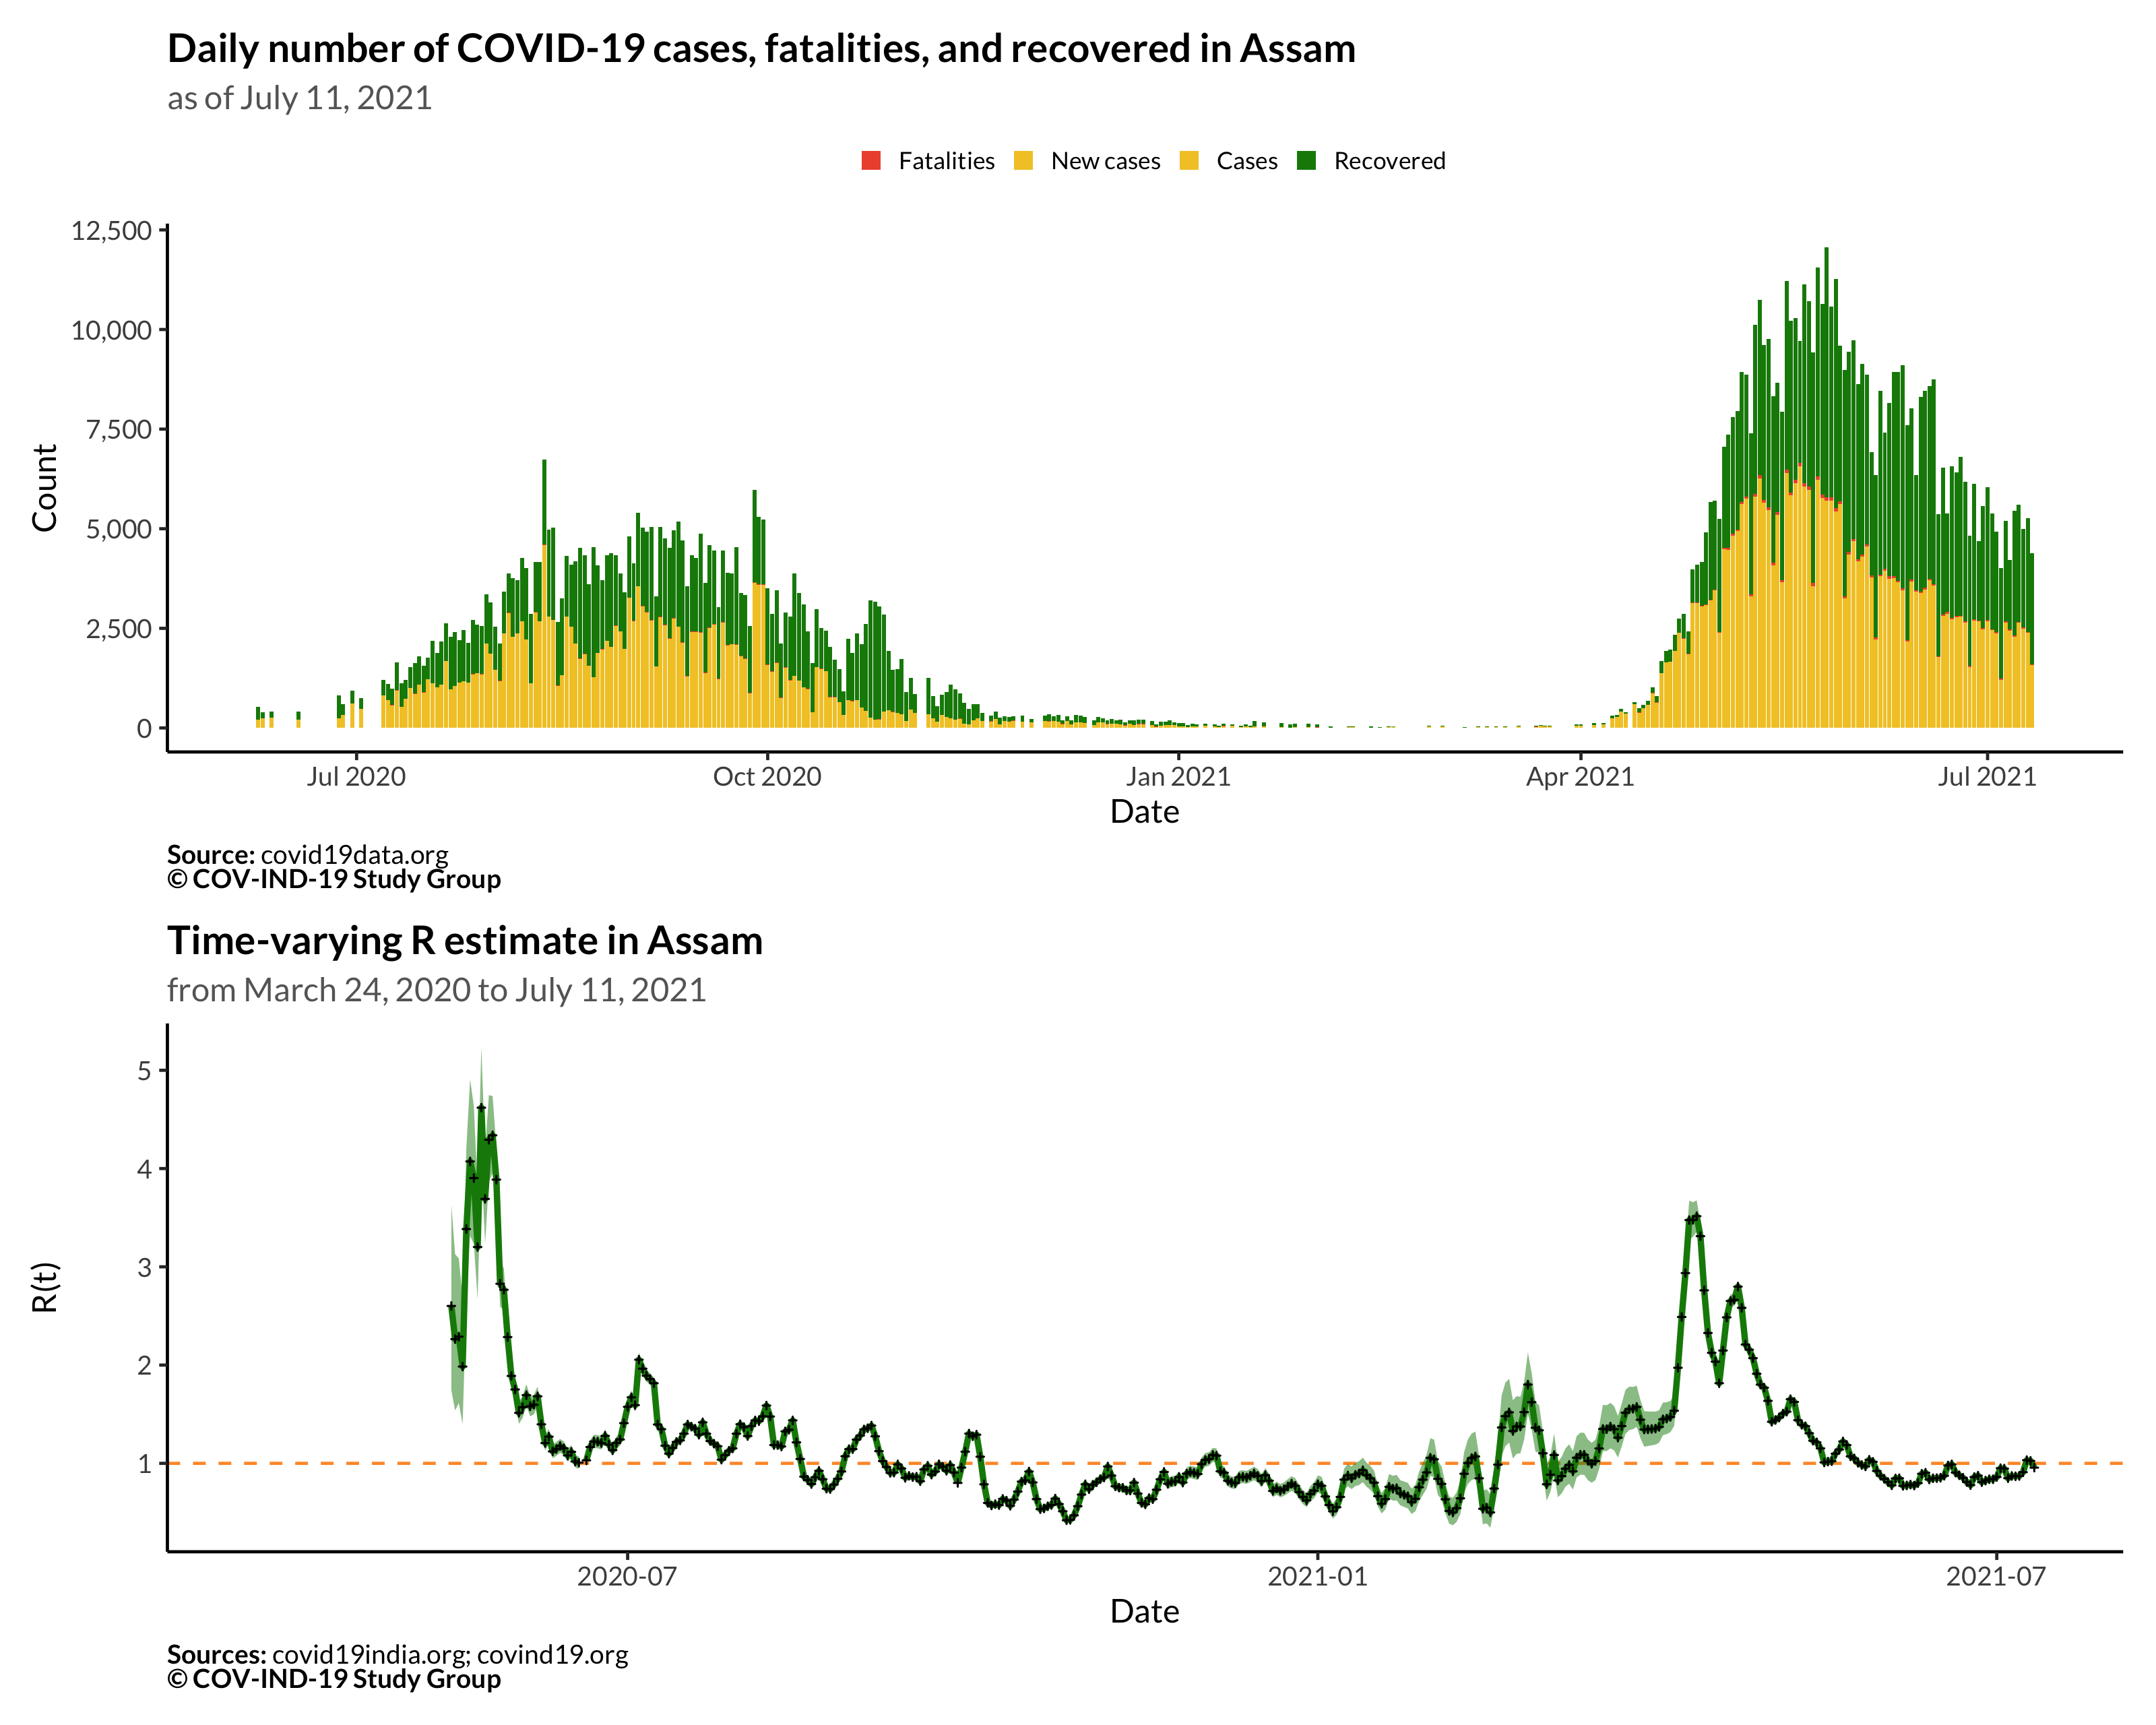 Daily number of COVID-19 cases, fatalities, and recovered in Assam
as of July 11, 2021
Fatalities New cases Cases Recovered
12,500
10,000
7,500
5,000
2,500
0
Count
Jul 2020 Oct 2020 Jan 2021 Apr 2021 Jul 2021
Date
Source: covid19data.org
© COV-IND-19 Study Group
Time-varying R estimate in Assam
from March 24, 2020 to July 11, 2021
5
4
3
2
1
R(t)
2020-07 2021-01 2021-07
Date
Sources: covid19india.org; covind19.org
© COV-IND-19 Study Group